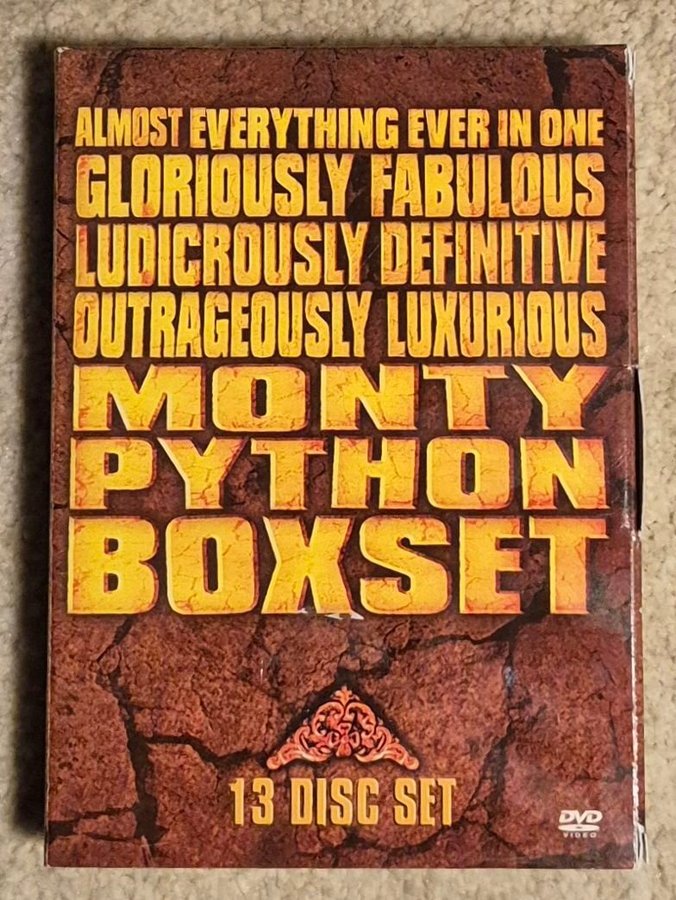 ALMOST EVERYTHING EVER IN ONE
GLORIOUSLY FABULOUS
LUDICROUSLY DEFINITIVE
OUTRAGEOUSLY LUXURIOUS
MONTY
PYTHON
BOXSET
13 DISC SET
DVD
VIDEO